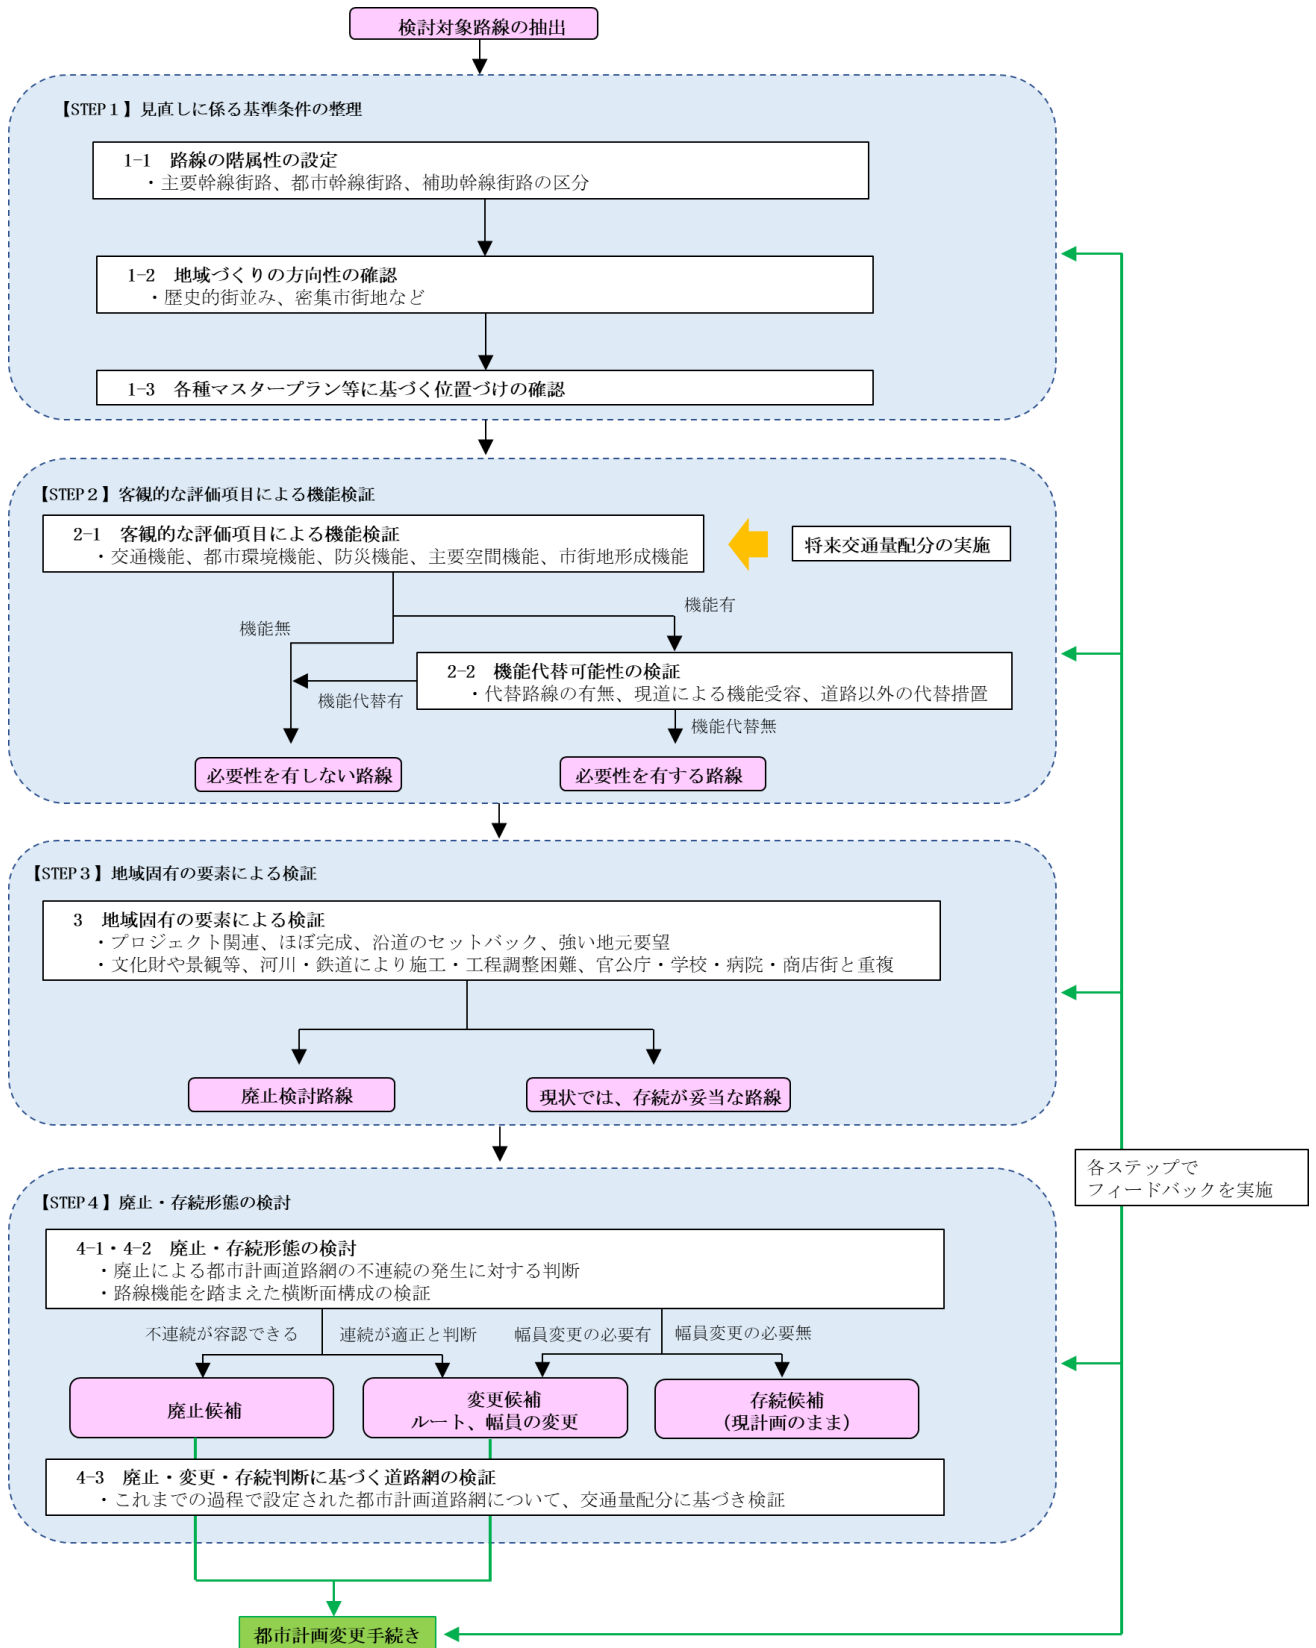 検討対象路線の抽出
【STEP１】見直しに係る基準条件の整理
1-1 路線の階属性の設定
・主要幹線街路、都市幹線街路、補助幹線街路の区分
1-2 地域づくりの方向性の確認
・歴史的街並み、密集市街地など
1-3 各種マスタープラン等に基づく位置づけの確認
【STEP２】客観的な評価項目による機能検証
2-1 客観的な評価項目による機能検証
・交通機能、都市環境機能、防災機能、主要空間機能、市街地形成機能
将来交通量配分の実施
機能有
機能無
2-2 機能代替可能性の検証
・代替路線の有無、現道による機能受容、道路以外の代替措置
機能代替有
機能代替無
必要性を有しない路線
必要性を有する路線
【STEP３】地域固有の要素による検証
3 地域固有の要素による検証
・プロジェクト関連、ほぼ完成、沿道のセットバック、強い地元要望
・文化財や景観等、河川・鉄道により施工・工程調整困難、官公庁・学校・病院・商店街と重複
廃止検討路線
現状では、存続が妥当な路線
各ステップで
フィードバックを実施
【STEP４】廃止・存続形態の検討
4-1・4-2 廃止・存続形態の検討
・廃止による都市計画道路網の不連続の発生に対する判断
・路線機能を踏まえた横断面構成の検証
不連続が容認できる
連続が適正と判断
幅員変更の必要有
幅員変更の必要無
廃止候補
変更候補
ルート、幅員の変更
存続候補
（現計画のまま）
4-3 廃止・変更・存続判断に基づく道路網の検証
・これまでの過程で設定された都市計画道路網について、交通量配分に基づき検証
都市計画変更手続き